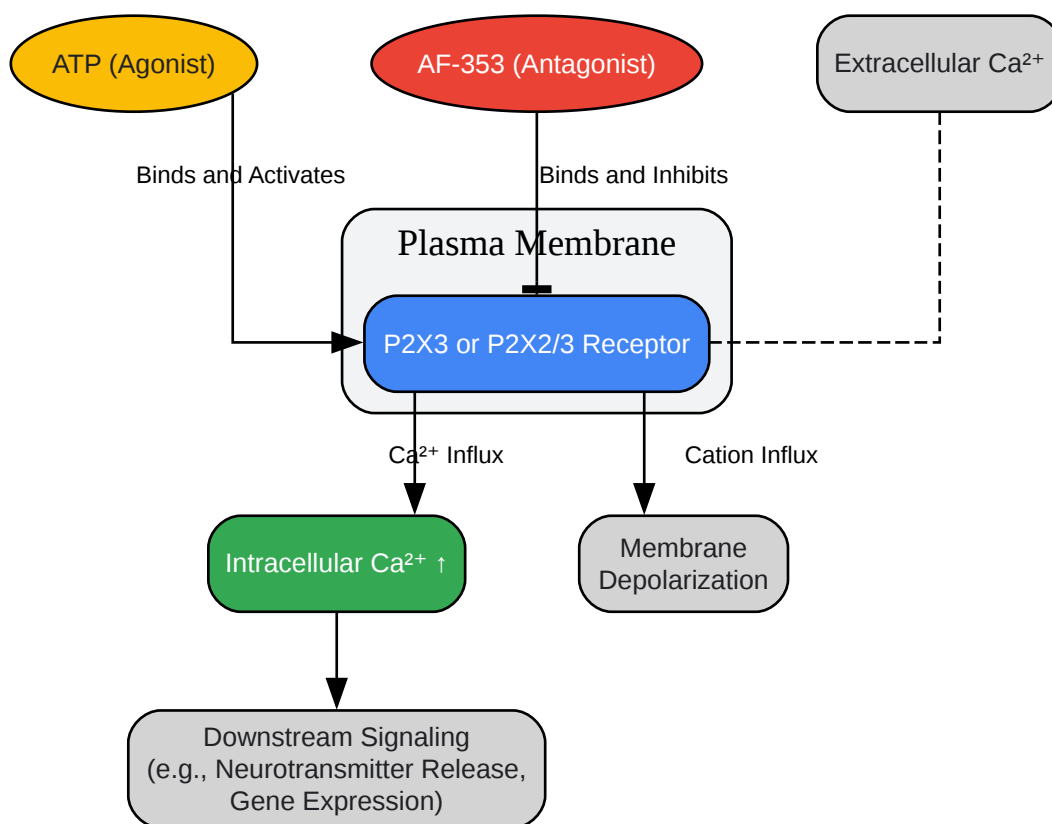 ATP (Agonist)
AF-353 (Antagonist)
Extracellular Ca²⁺
Binds and Activates
Binds and Inhibits
Plasma Membrane
P2X3 or P2X2/3 Receptor
Ca²⁺ Influx
Cation Influx
Intracellular Ca²⁺ ↑
Membrane
Depolarization
Downstream Signaling
(e.g., Neurotransmitter Release,
Gene Expression)